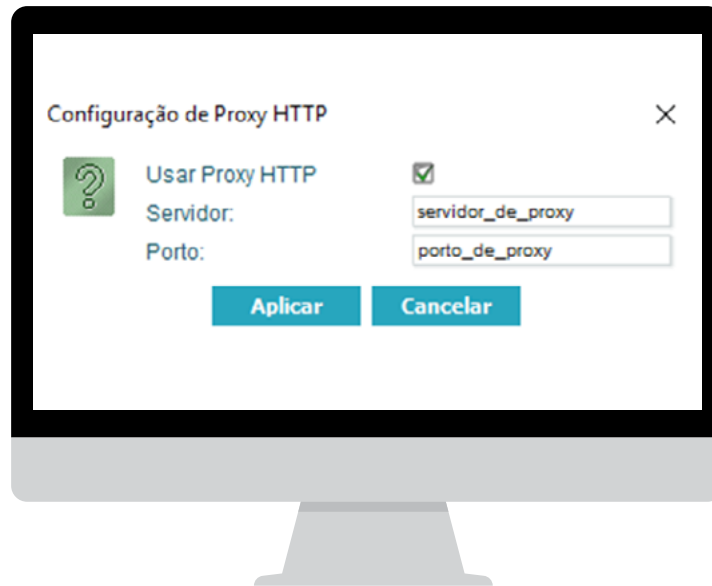 Configuração de Proxy HTTP
Usar Proxy HTTP
Servidor: servidor_de_proxy
Porto: porto_de_proxy
Aplicar Cancelar